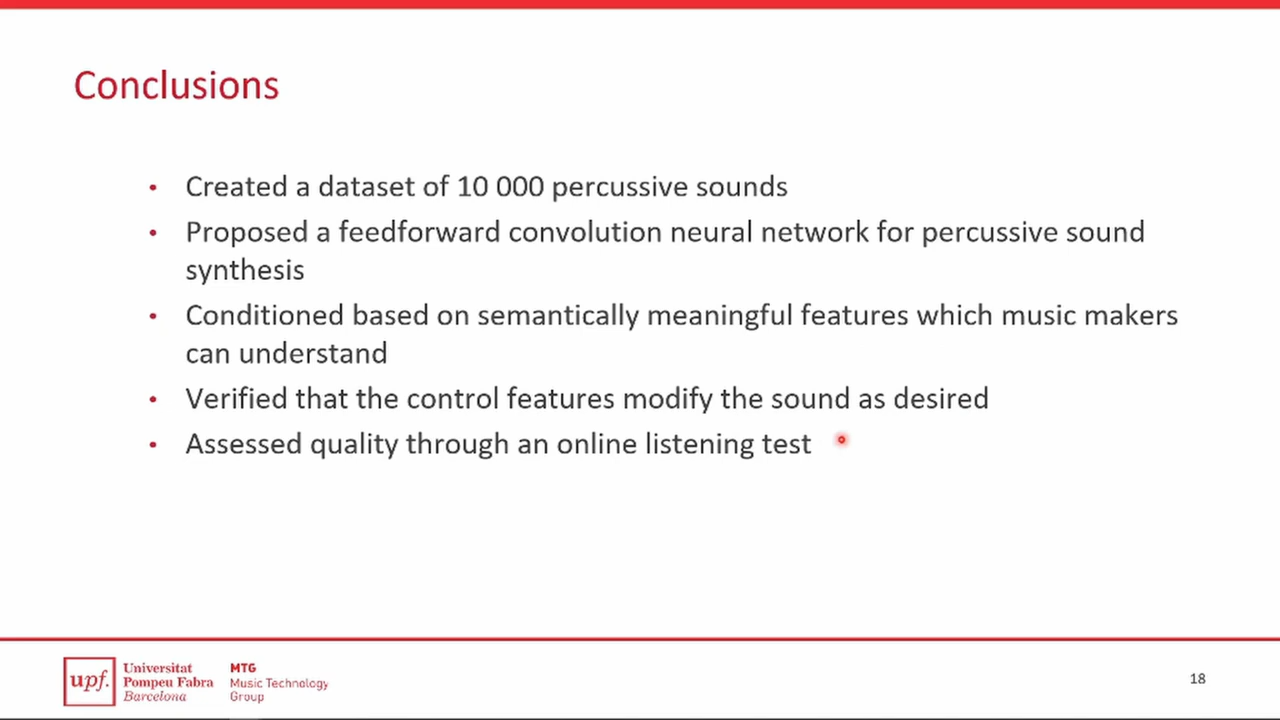 Conclusions
• Created a dataset of 10 000 percussive sounds
• Proposed a feedforward convolution neural network for percussive sound
synthesis
• Conditioned based on semantically meaningful features which music makers
can understand
• Verified that the control features modify the sound as desired
• Assessed quality through an online listening test
upf.
Universitat
Pompeu Fabra
Barcelona
MTG
Music Technology
Group
18